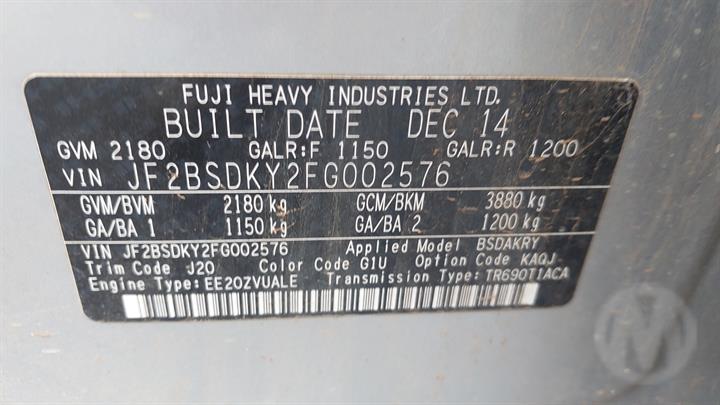 FUJI HEAVY INDUSTRIES LTD.
BUILT DATE DEC 14
GVM 2180 GALR:F 1150 GALR:R 1200
VIN JF2BSDKY2FG002576
GVM/BVM 2180 kg GCM/BKM 3880 kg
GA/BA 1 1150 kg GA/BA 2 1200 kg
VIN JF2BSDKY2FG002576 Applied Model BSDAKRY
Trim Code J20 Color Code G1U Option Code KAQJ
Engine Type:EE20ZVUALE Transmission Type: TR690T1ACA
M